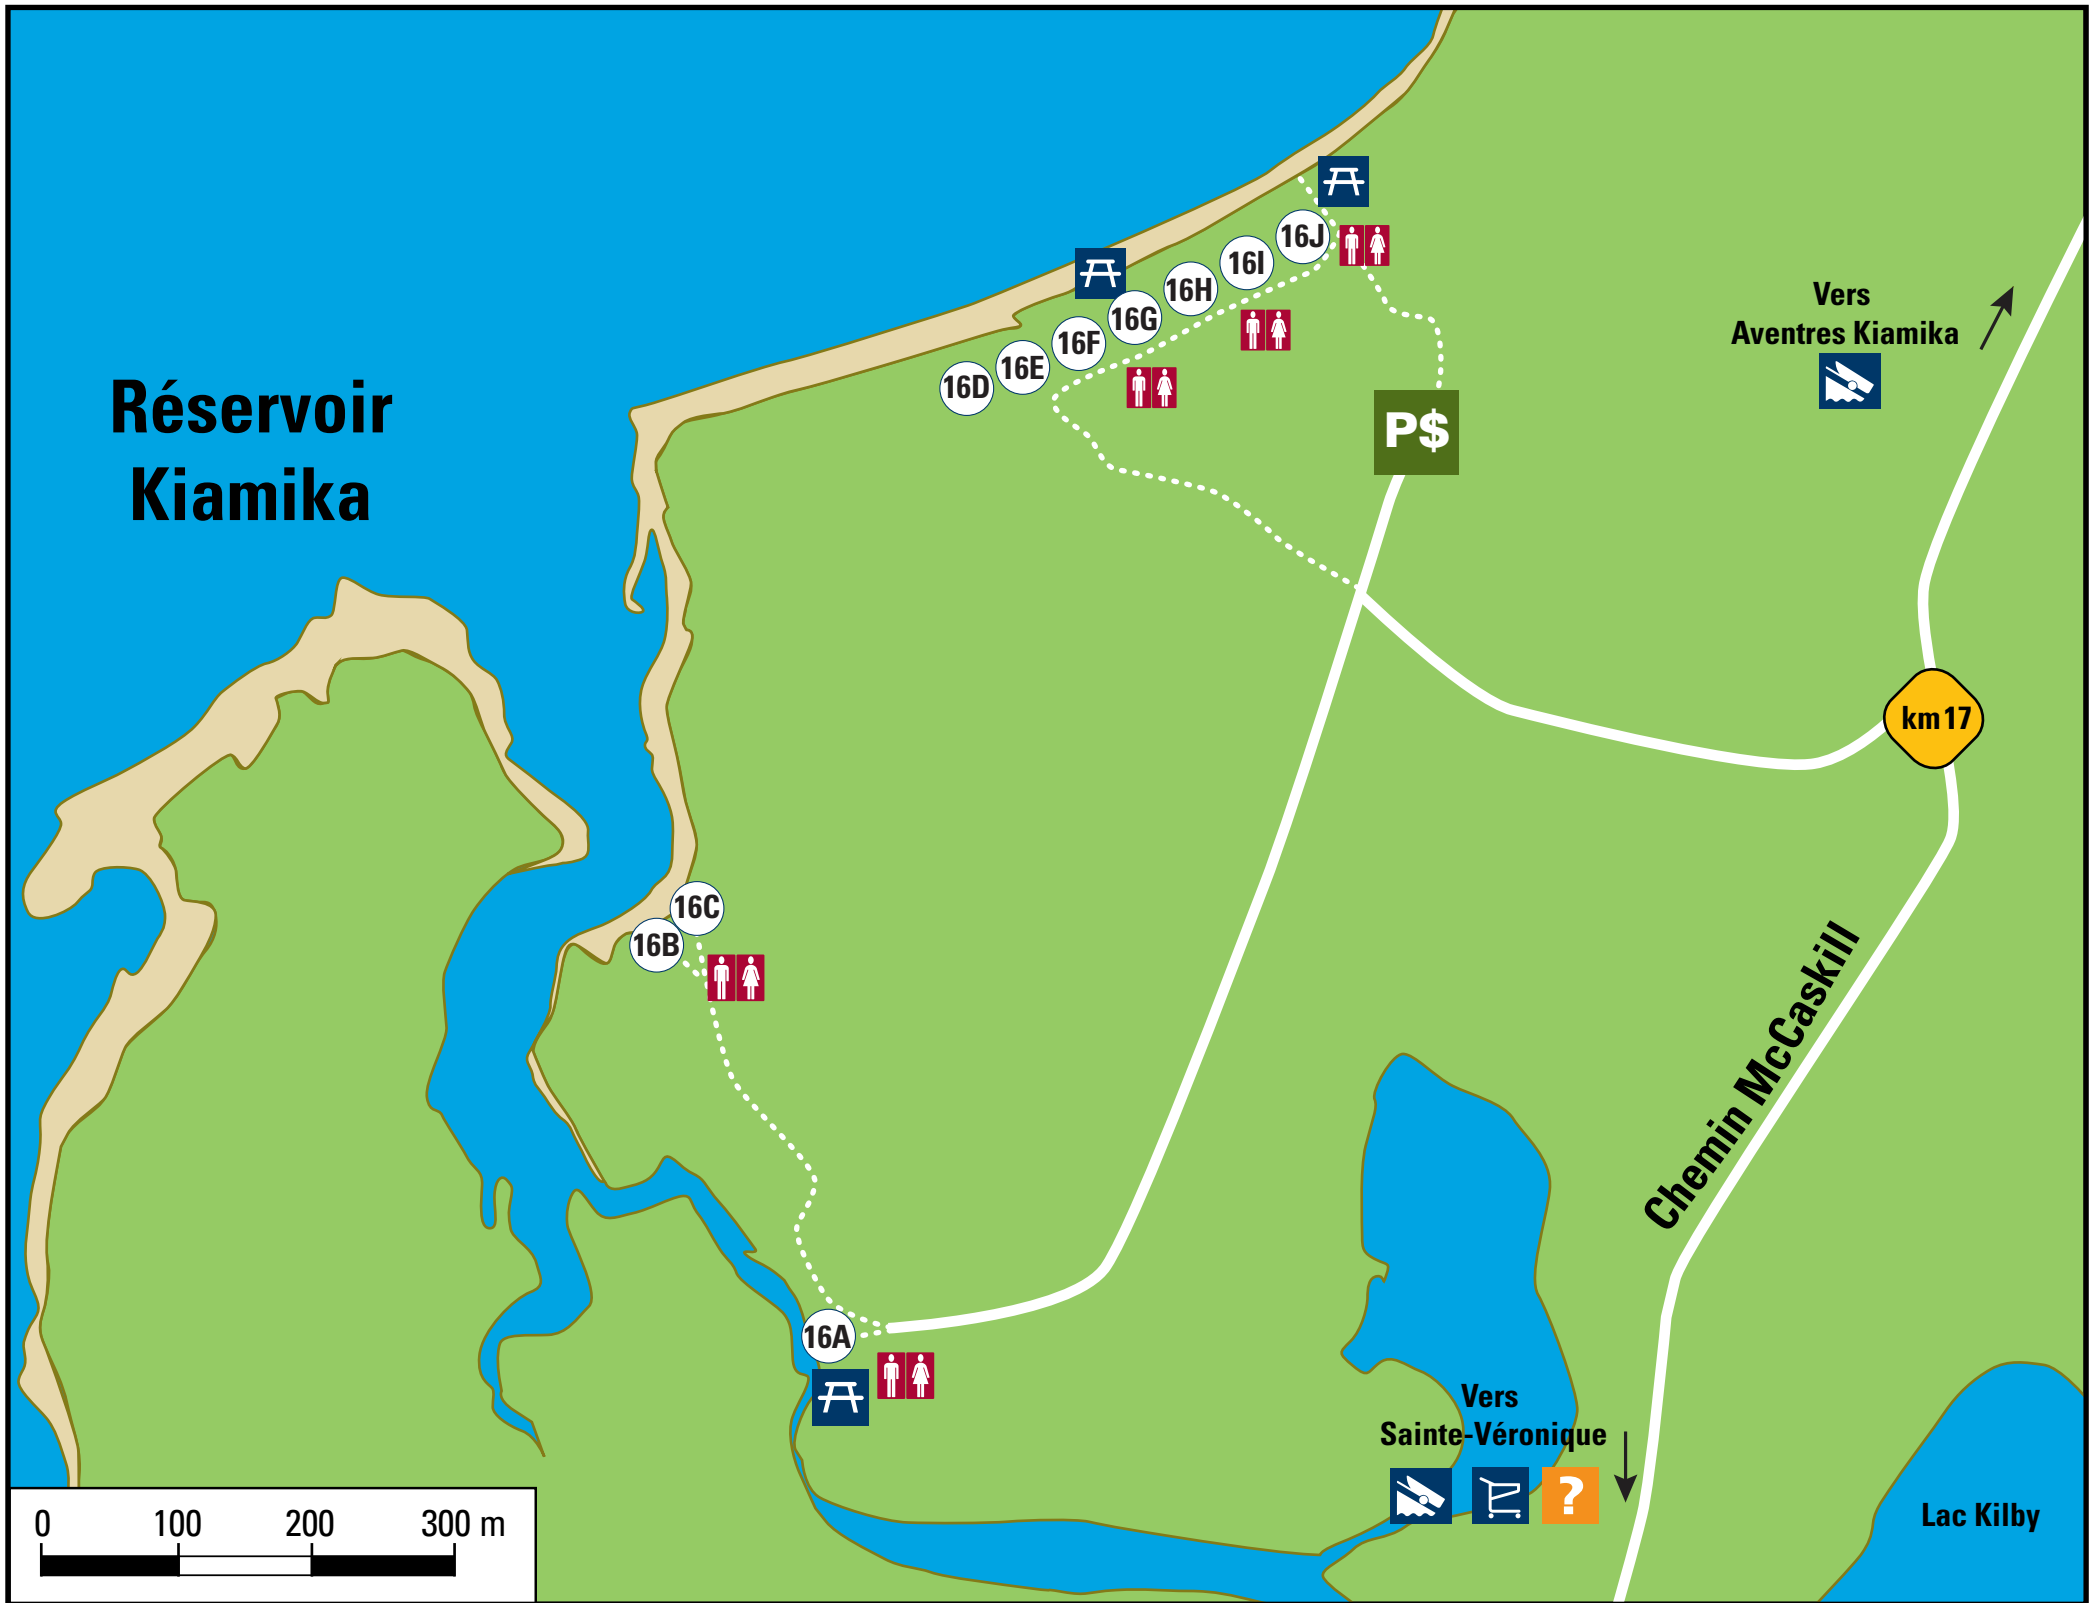 16J
16I
16H
16G
16F
16E
16D
Vers
Aventres Kiamika
Réservoir
Kiamika
P$
km 17
16C
16B
Chemin McCaskill
16A
Vers
Sainte-Véronique
?
Lac Kilby
0 100 200 300 m